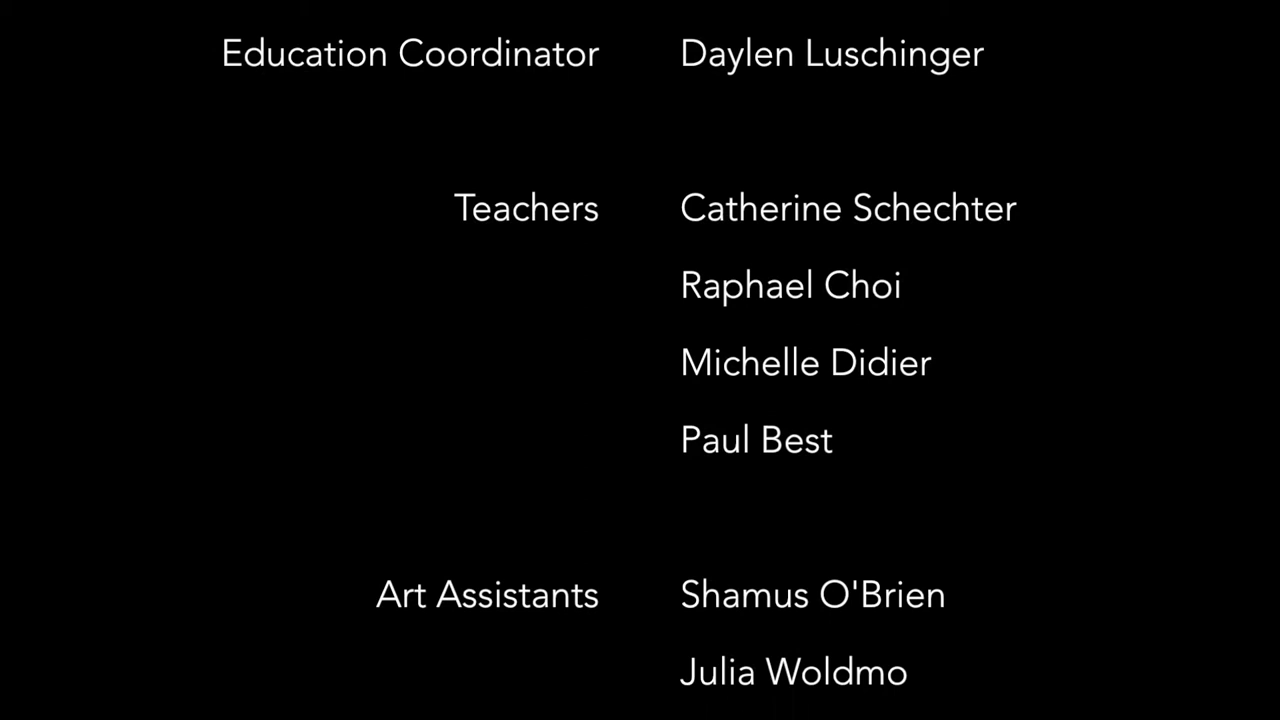 Education Coordinator Daylen Luschinger
Teachers Catherine Schechter
Raphael Choi
Michelle Didier
Paul Best
Art Assistants Shamus O'Brien
Julia Woldmo